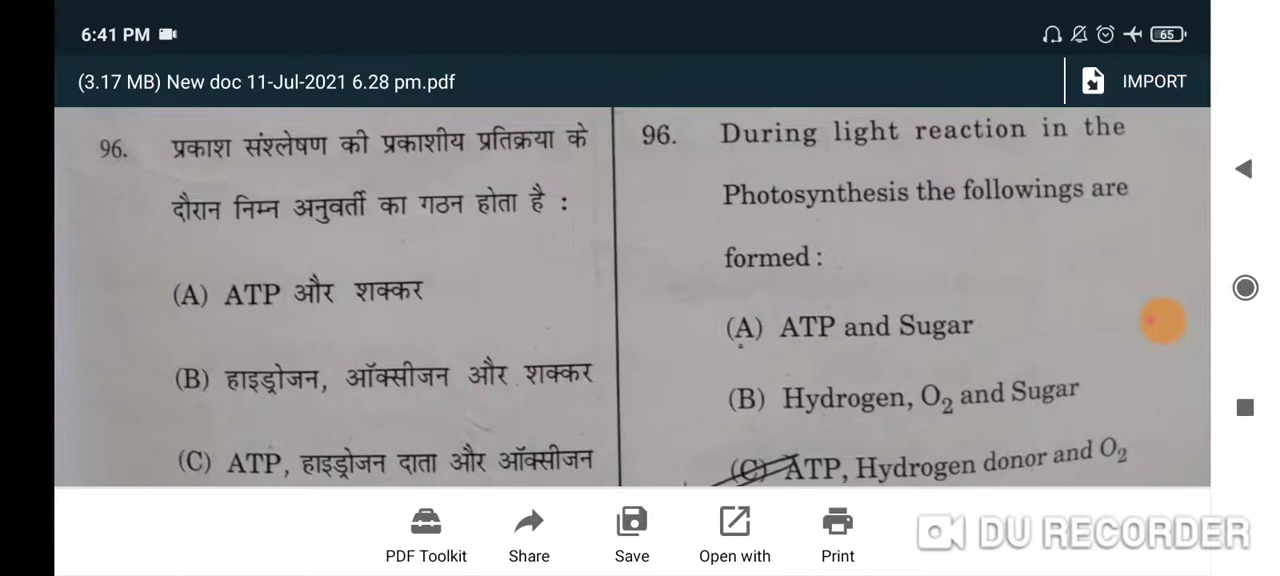 6:41 PM
65
(3.17 MB) New doc 11-Jul-2021 6.28 pm.pdf
IMPORT
96. प्रकाश संश्लेषण की प्रकाशीय प्रतिक्रया के
दौरान निम्न अनुवर्ती का गठन होता है :
(A) ATP और शक्कर
(B) हाइड्रोजन, ऑक्सीजन और शक्कर
(C) ATP, हाइड्रोजन दाता और ऑक्सीजन
96. During light reaction in the
Photosynthesis the followings are
formed :
(A) ATP and Sugar
(B) Hydrogen, O2 and Sugar
(C) ATP, Hydrogen donor and O2
PDF Toolkit
Share
Save
Open with
Print
DU RECORDER